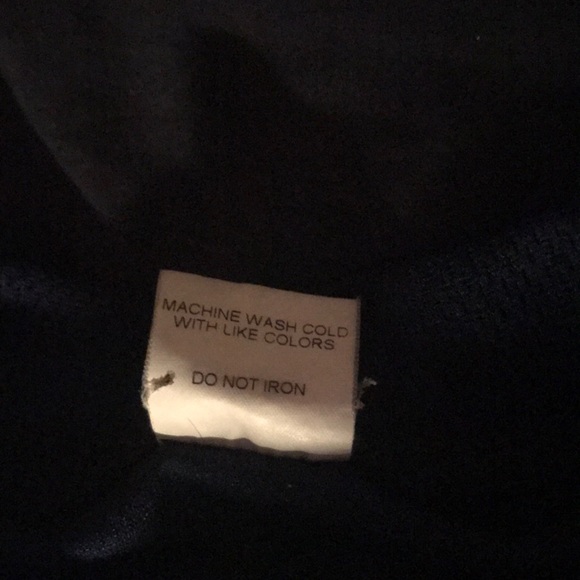 MACHINE WASH COLD
WITH LIKE COLORS
DO NOT IRON